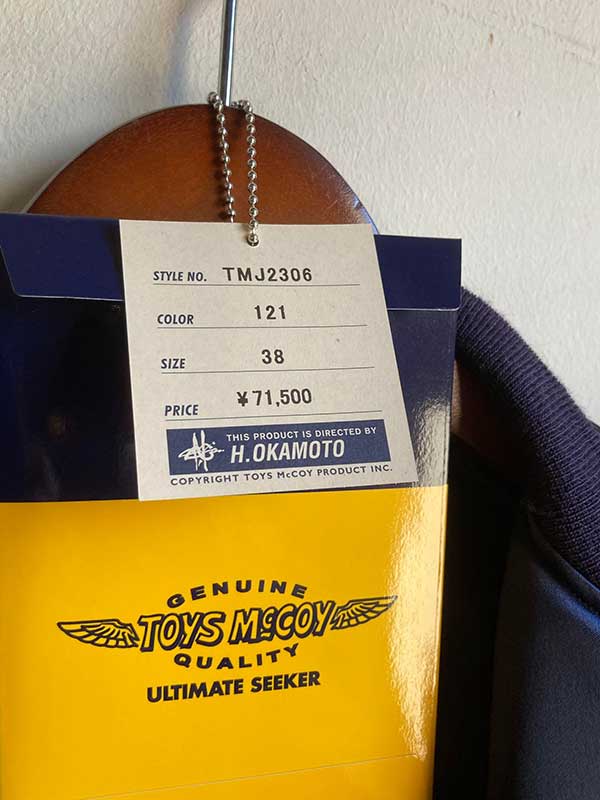 STYLE NO. TMJ2306
COLOR 121
SIZE 38
PRICE ¥71,500
THIS PRODUCT IS DIRECTED BY
H.OKAMOTO
COPYRIGHT TOYS McCOY PRODUCT INC.
GENUINE
TOYS McCOY
QUALITY
ULTIMATE SEEKER